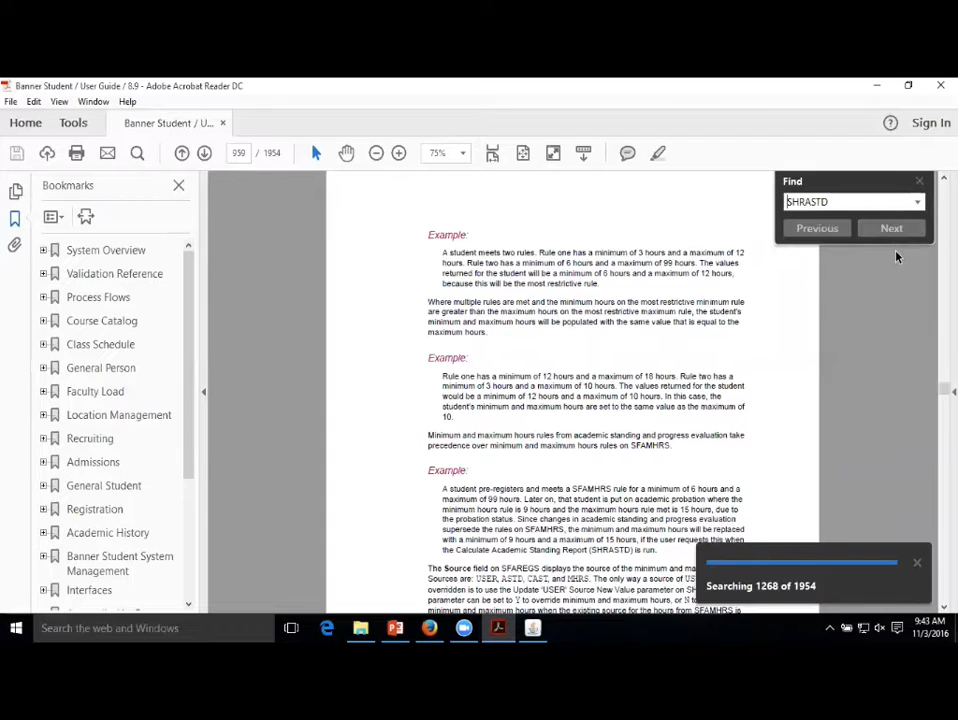 Banner Student / User Guide / 8.9 - Adobe Acrobat Reader DC
File Edit View Window Help
Home Tools Banner Student / U... × Sign In
959 / 1954 75%
Bookmarks
System Overview
Validation Reference
Process Flows
Course Catalog
Class Schedule
General Person
Faculty Load
Location Management
Recruiting
Admissions
General Student
Registration
Academic History
Banner Student System
Management
Interfaces
Find
SHRASTD
Previous Next
Example:
A student meets two rules. Rule one has a minimum of 3 hours and a maximum of 12
hours. Rule two has a minimum of 6 hours and a maximum of 99 hours. The values
returned for the student will be a minimum of 6 hours and a maximum of 12 hours,
because this will be the most restrictive rule.
Where multiple rules are met and the minimum hours on the most restrictive minimum rule
are greater than the maximum hours on the most restrictive maximum rule, the student's
minimum and maximum hours will be populated with the same value that is equal to the
maximum hours.
Example:
Rule one has a minimum of 12 hours and a maximum of 18 hours. Rule two has a
minimum of 3 hours and a maximum of 10 hours. The values returned for the student
would be a minimum of 12 hours and a maximum of 10 hours. In this case, the
student's minimum and maximum hours are set to the same value as the maximum of
10.
Minimum and maximum hours rules from academic standing and progress evaluation take
precedence over minimum and maximum hours rules on SFAMHRS.
Example:
A student pre-registers and meets a SFAMHRS rule for a minimum of 6 hours and a
maximum of 99 hours. Later on, that student is put on academic probation where the
minimum hours rule is 9 hours and the maximum hours rule met is 15 hours, due to
the probation status. Since changes in academic standing and progress evaluation
supersede the rules on SFAMHRS, the minimum and maximum hours will be replaced
with a minimum of 9 hours and a maximum of 15 hours, if the user requests this when
the Calculate Academic Standing Report (SHRASTD) is run.
The Source field on SFAREGS displays the source of the minimum and
Sources are: USER, ASTD, CAST, and MHRS. The only way a source of
overridden is to use the Update 'USER' Source New Value parameter on
parameter can be set to Y to override minimum and maximum hours, or N
minimum and maximum hours when the existing source for the hours from SFAMHRS is
Searching 1268 of 1954
Search the web and Windows
9:43 AM
11/3/2016